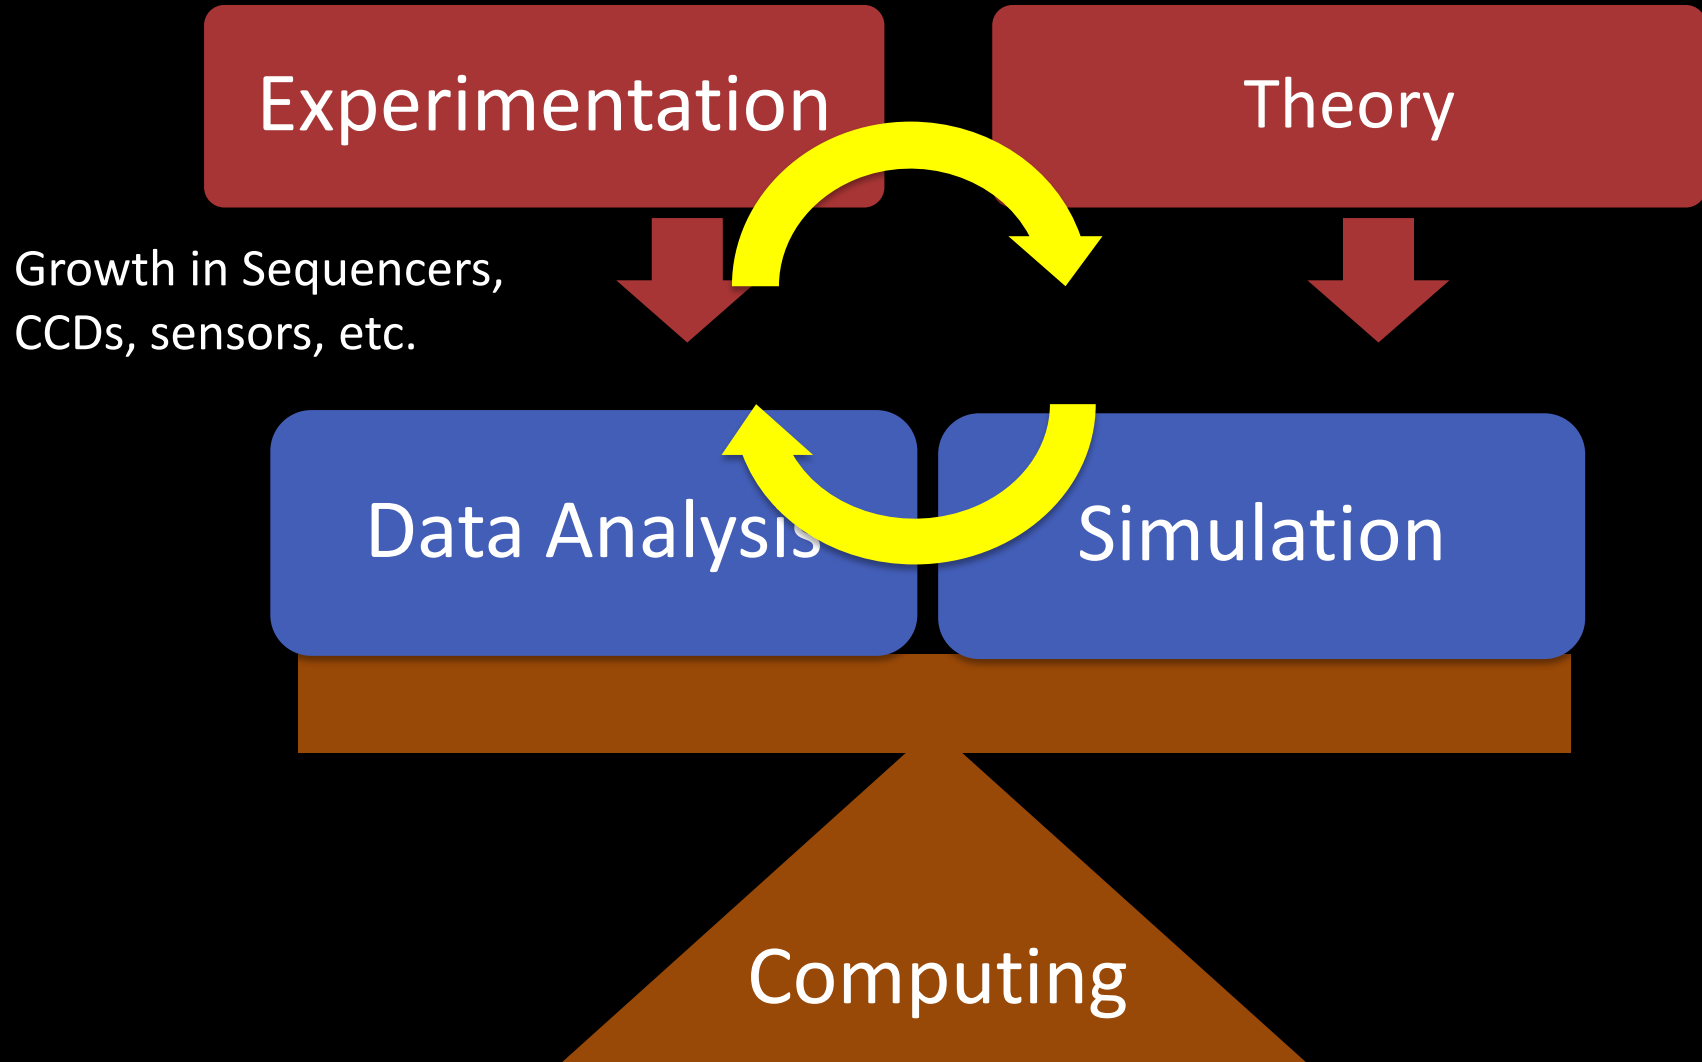 Experimentation
Theory
Growth in Sequencers,
CCDs, sensors, etc.
Data Analysis
Simulation
Computing